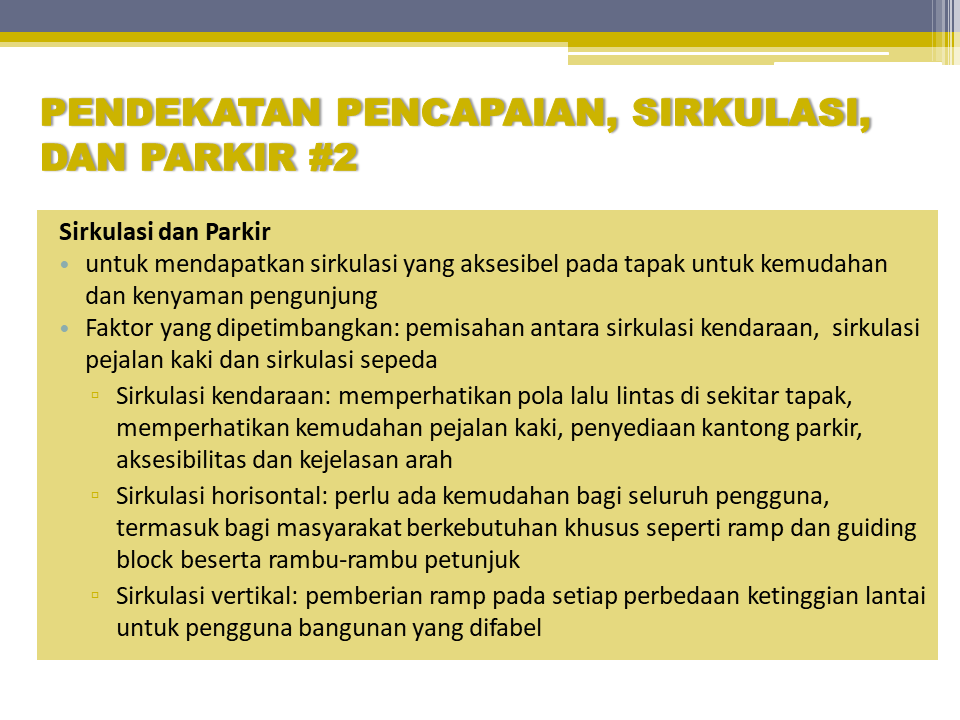 PENDEKATAN PENCAPAIAN, SIRKULASI,
DAN PARKIR #2
Sirkulasi dan Parkir
• untuk mendapatkan sirkulasi yang aksesibel pada tapak untuk kemudahan
dan kenyaman pengunjung
• Faktor yang dipetimbangkan: pemisahan antara sirkulasi kendaraan, sirkulasi
pejalan kaki dan sirkulasi sepeda
▫ Sirkulasi kendaraan: memperhatikan pola lalu lintas di sekitar tapak,
memperhatikan kemudahan pejalan kaki, penyediaan kantong parkir,
aksesibilitas dan kejelasan arah
▫ Sirkulasi horisontal: perlu ada kemudahan bagi seluruh pengguna,
termasuk bagi masyarakat berkebutuhan khusus seperti ramp dan guiding
block beserta rambu-rambu petunjuk
▫ Sirkulasi vertikal: pemberian ramp pada setiap perbedaan ketinggian lantai
untuk pengguna bangunan yang difabel